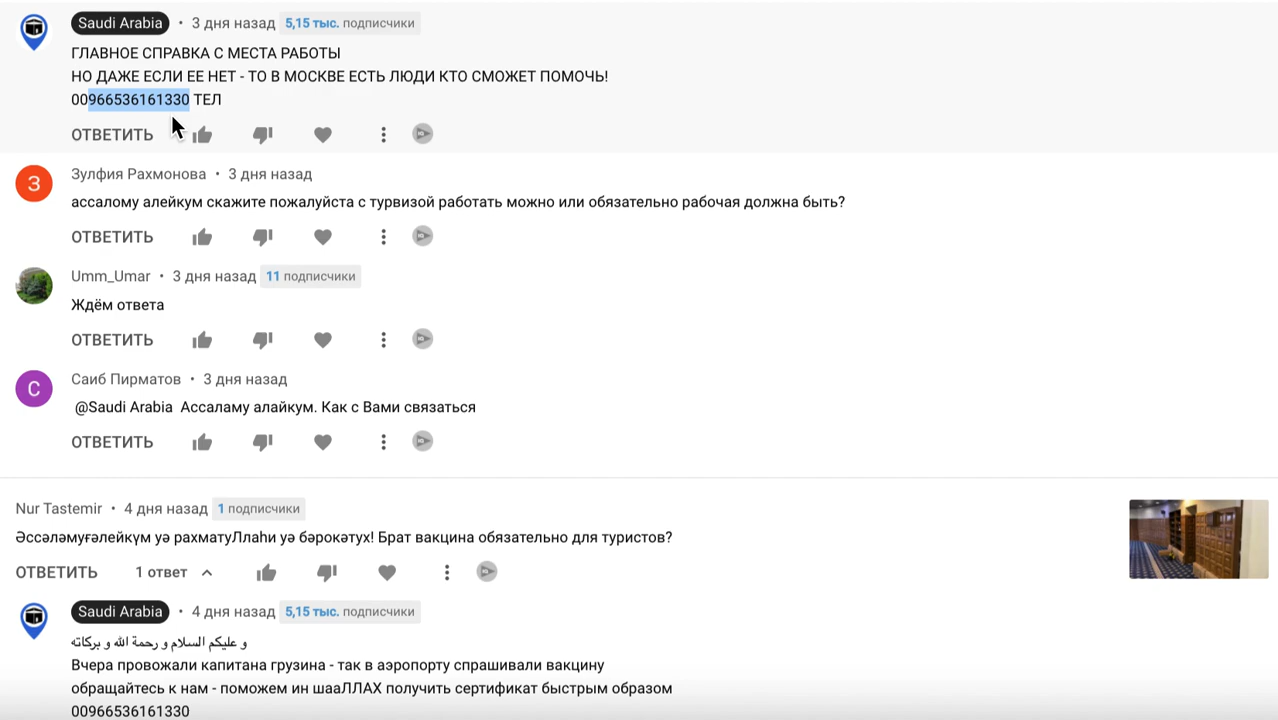 Saudi Arabia • 3 дня назад 5,15 тыс. подписчики
ГЛАВНОЕ СПРАВКА С МЕСТА РАБОТЫ
НО ДАЖЕ ЕСЛИ ЕЕ НЕТ - ТО В МОСКВЕ ЕСТЬ ЛЮДИ КТО СМОЖЕТ ПОМОЧЬ!
00966536161330 ТЕЛ
ОТВЕТИТЬ
З
Зулфия Рахмонова • 3 дня назад
ассалому алейкум скажите пожалуйста с турвизой работать можно или обязательно рабочая должна быть?
ОТВЕТИТЬ
Umm_Umar • 3 дня назад 11 подписчики
Ждём ответа
ОТВЕТИТЬ
С
Саиб Пирматов • 3 дня назад
@Saudi Arabia Ассаламу алайкум. Как с Вами связаться
ОТВЕТИТЬ
Nur Tastemir • 4 дня назад 1 подписчики
Әссәләмуғәлейкүм уә рахматуЛлаһи уә бәрокәтух! Брат вакцина обязательно для туристов?
ОТВЕТИТЬ 1 ответ
Saudi Arabia • 4 дня назад 5,15 тыс. подписчики
و عليكم السلام و رحمة الله و بركاته
Вчера провожали капитана грузина - так в аэропорту спрашивали вакцину
обращайтесь к нам - поможем ин шааЛЛАХ получить сертификат быстрым образом
00966536161330